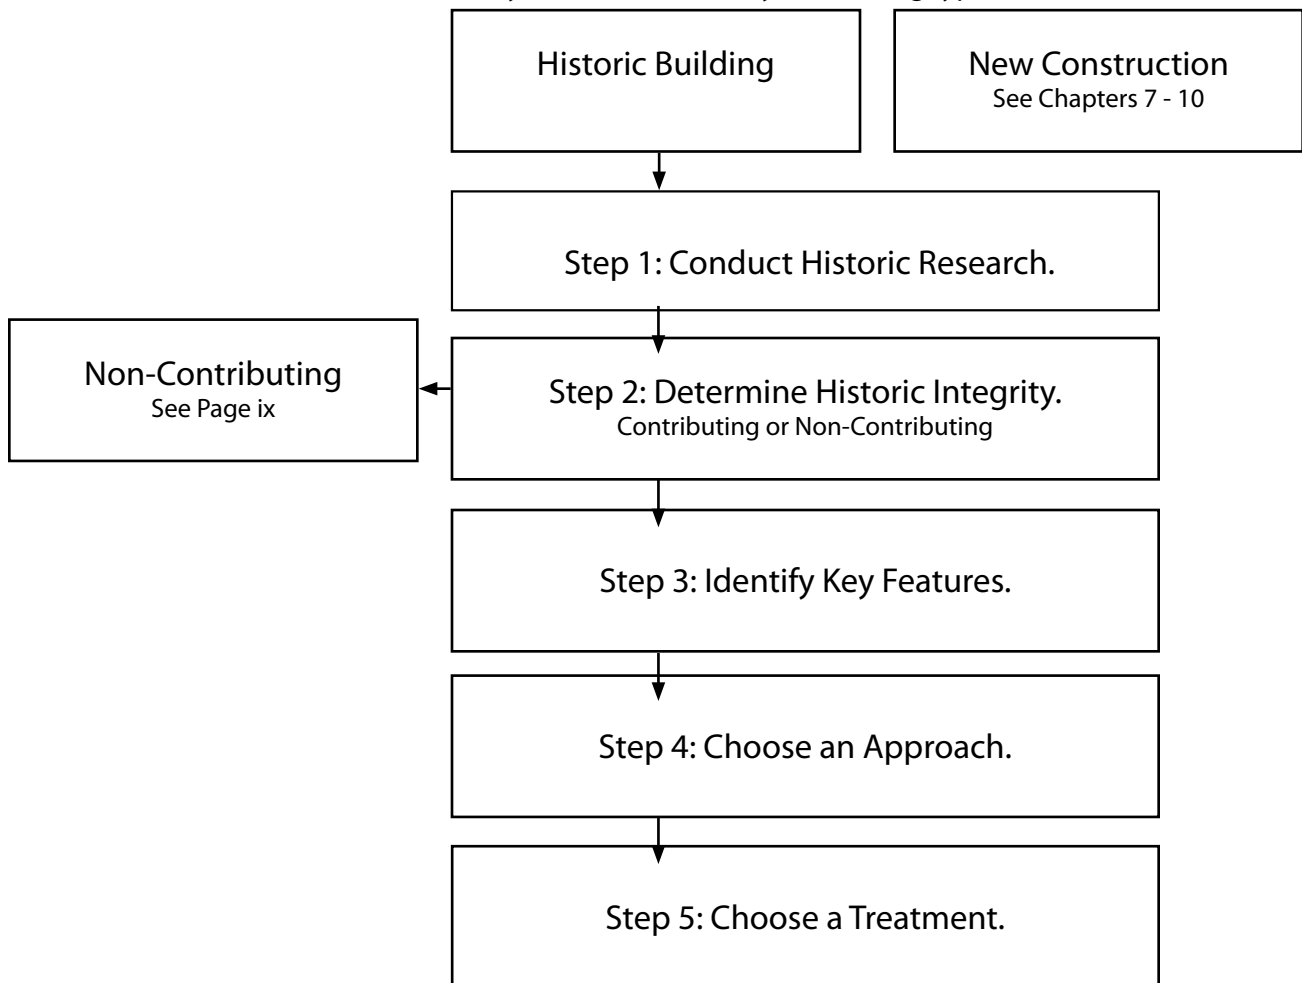 Historic Building
New Construction
See Chapters 7 - 10
Step 1: Conduct Historic Research.
Non-Contributing
See Page ix
Step 2: Determine Historic Integrity.
Contributing or Non-Contributing
Step 3: Identify Key Features.
Step 4: Choose an Approach.
Step 5: Choose a Treatment.